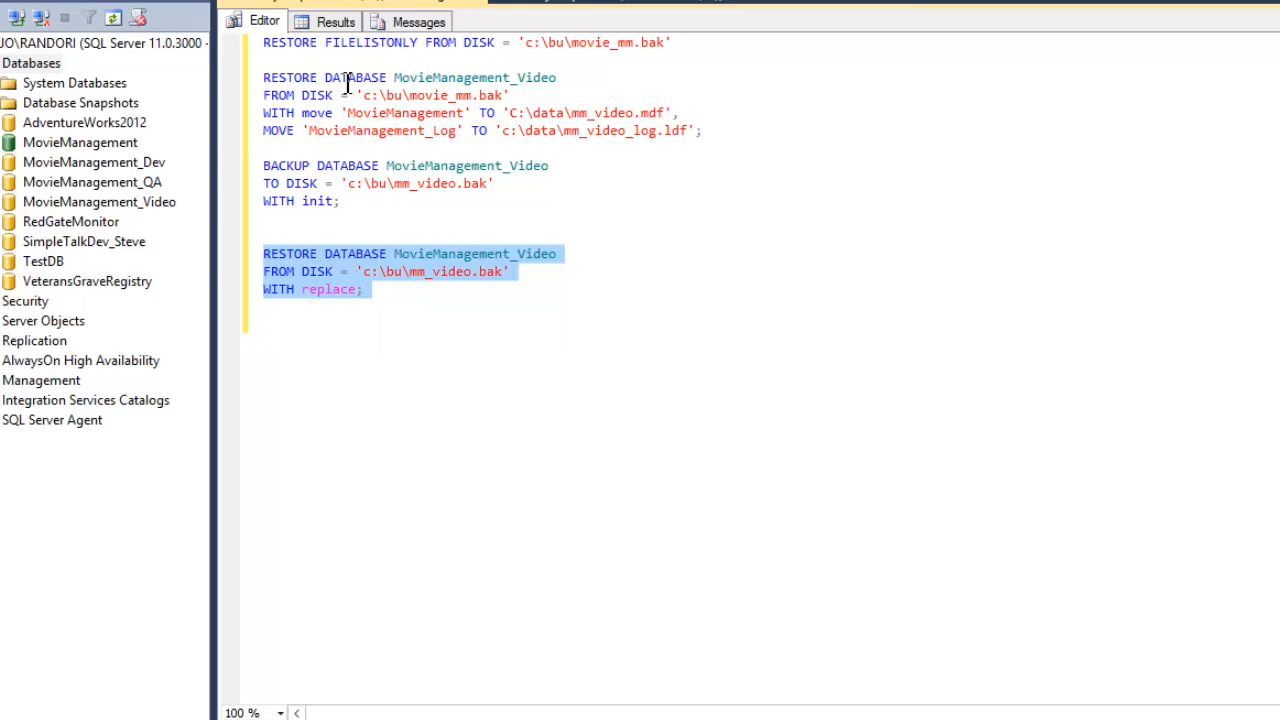 Editor
Results
Messages
JO\RANDORI (SQL Server 11.0.3000 -
Databases
System Databases
Database Snapshots
AdventureWorks2012
MovieManagement
MovieManagement_Dev
MovieManagement_QA
MovieManagement_Video
RedGateMonitor
SimpleTalkDev_Steve
TestDB
VeteransGraveRegistry
Security
Server Objects
Replication
AlwaysOn High Availability
Management
Integration Services Catalogs
SQL Server Agent
RESTORE FILELISTONLY FROM DISK = 'c:\bu\movie_mm.bak'
RESTORE DATABASE MovieManagement_Video
FROM DISK = 'c:\bu\movie_mm.bak'
WITH move 'MovieManagement' TO 'C:\data\mm_video.mdf',
MOVE 'MovieManagement_Log' TO 'c:\data\mm_video_log.ldf';
BACKUP DATABASE MovieManagement_Video
TO DISK = 'c:\bu\mm_video.bak'
WITH init;
RESTORE DATABASE MovieManagement_Video
FROM DISK = 'c:\bu\mm_video.bak'
WITH replace;
100 %